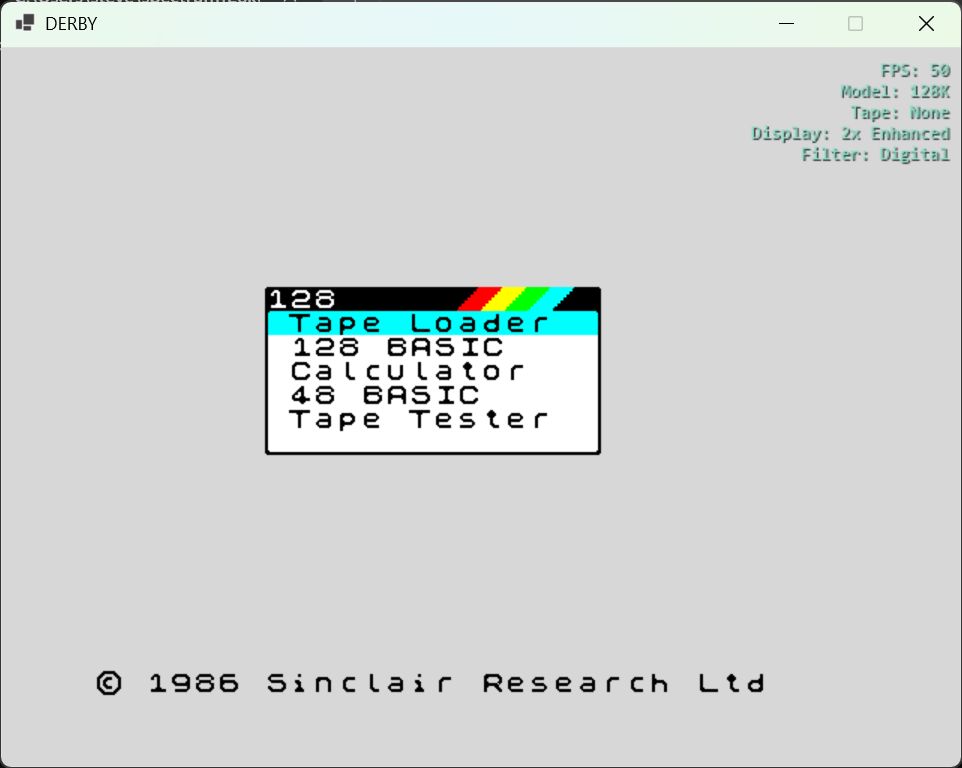 DERBY
FPS: 50
Model: 128K
Tape: None
Display: 2x Enhanced
Filter: Digital
128
Tape Loader
128 BASIC
Calculator
48 BASIC
Tape Tester
© 1986 Sinclair Research Ltd